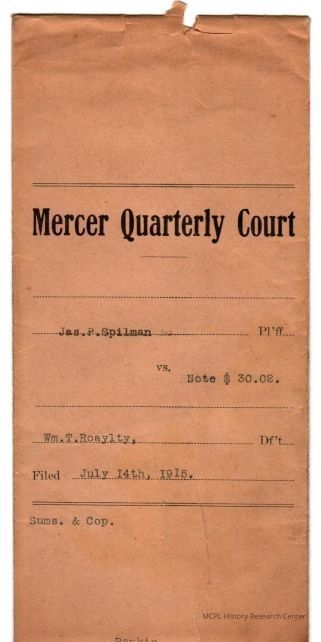 Mercer Quarterly Court
Jas.P.Spilman Pl'ff
vs.
Note $ 30.02.
Wm.T.Roaylty, Df't
Filed July 14th, 1915.
Sums. & Cop.
MCPL History Research Center